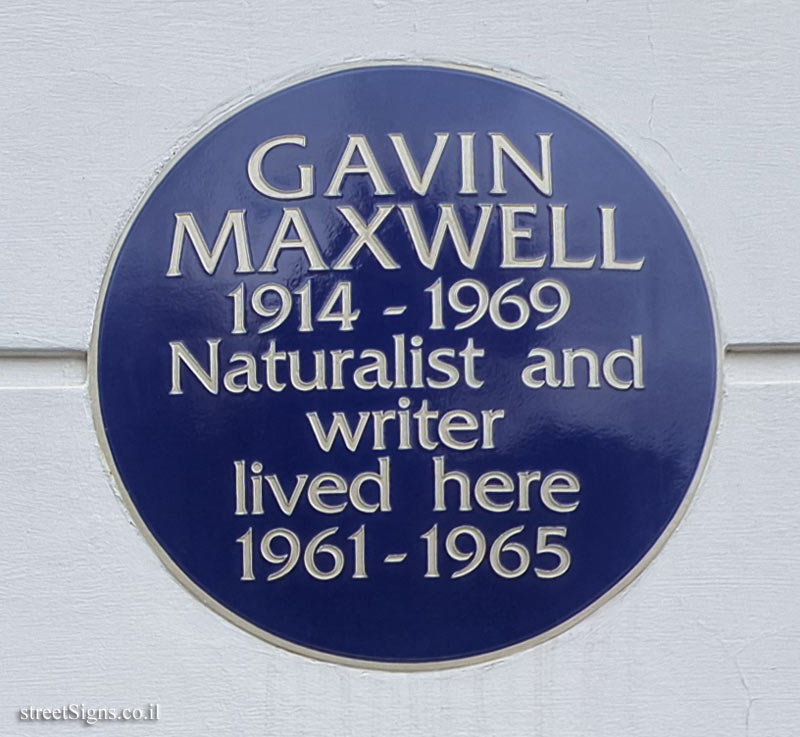 GAVIN
MAXWELL
1914 - 1969
Naturalist and
writer
lived here
1961 - 1965
streetSigns.co.il